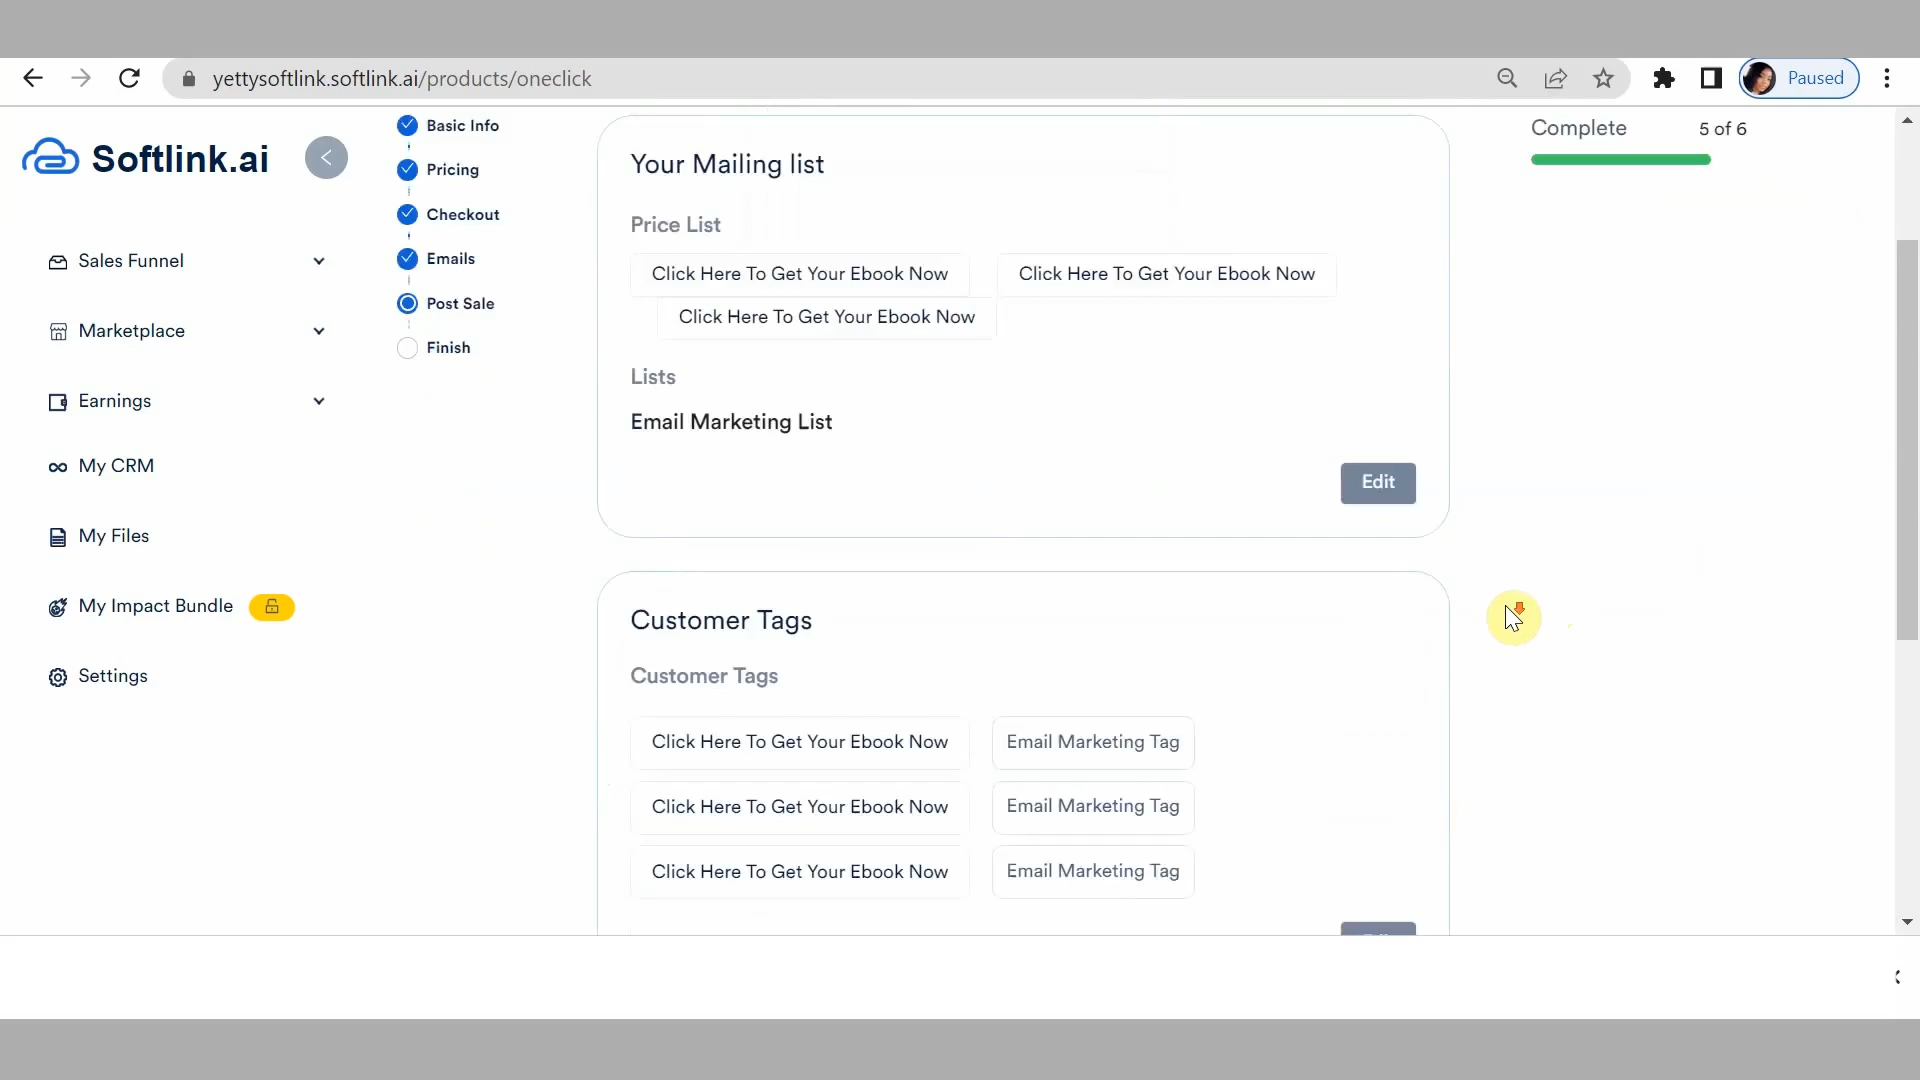 yettysoftlink.softlink.ai/products/oneclick
Paused
Softlink.ai
Basic Info
Pricing
Checkout
Emails
Post Sale
Finish
Complete 5 of 6
Sales Funnel
Marketplace
Earnings
My CRM
My Files
My Impact Bundle
Settings
Your Mailing list
Price List
Click Here To Get Your Ebook Now Click Here To Get Your Ebook Now
Click Here To Get Your Ebook Now
Lists
Email Marketing List
Edit
Customer Tags
Customer Tags
Click Here To Get Your Ebook Now Email Marketing Tag
Click Here To Get Your Ebook Now Email Marketing Tag
Click Here To Get Your Ebook Now Email Marketing Tag